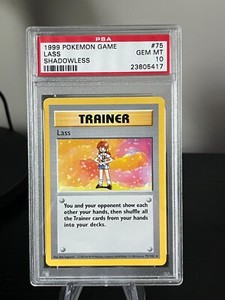 PSA
1999 POKEMON GAME #75
LASS GEM MT
SHADOWLESS 10
23805417
TRAINER
Lass
You and your opponent show each
other your hands, then shuffle all
the Trainer cards from your hands
into your decks.